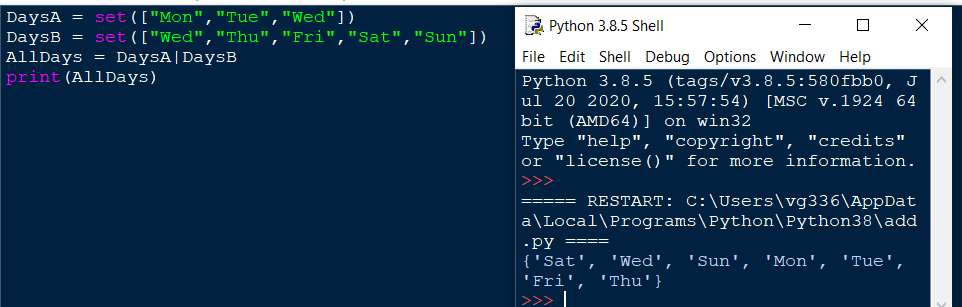 DaysA = set(["Mon","Tue","Wed"])
DaysB = set(["Wed","Thu","Fri","Sat","Sun"])
AllDays = DaysA|DaysB
print(AllDays)
Python 3.8.5 Shell
File Edit Shell Debug Options Window Help
Python 3.8.5 (tags/v3.8.5:580fbb0, J
ul 20 2020, 15:57:54) [MSC v.1924 64
bit (AMD64)] on win32
Type "help", "copyright", "credits"
or "license()" for more information.
>>>
===== RESTART: C:\Users\vg336\AppDat
a\Local\Programs\Python\Python38\add
.py ====
{'Sat', 'Wed', 'Sun', 'Mon', 'Tue',
'Fri', 'Thu'}
>>>